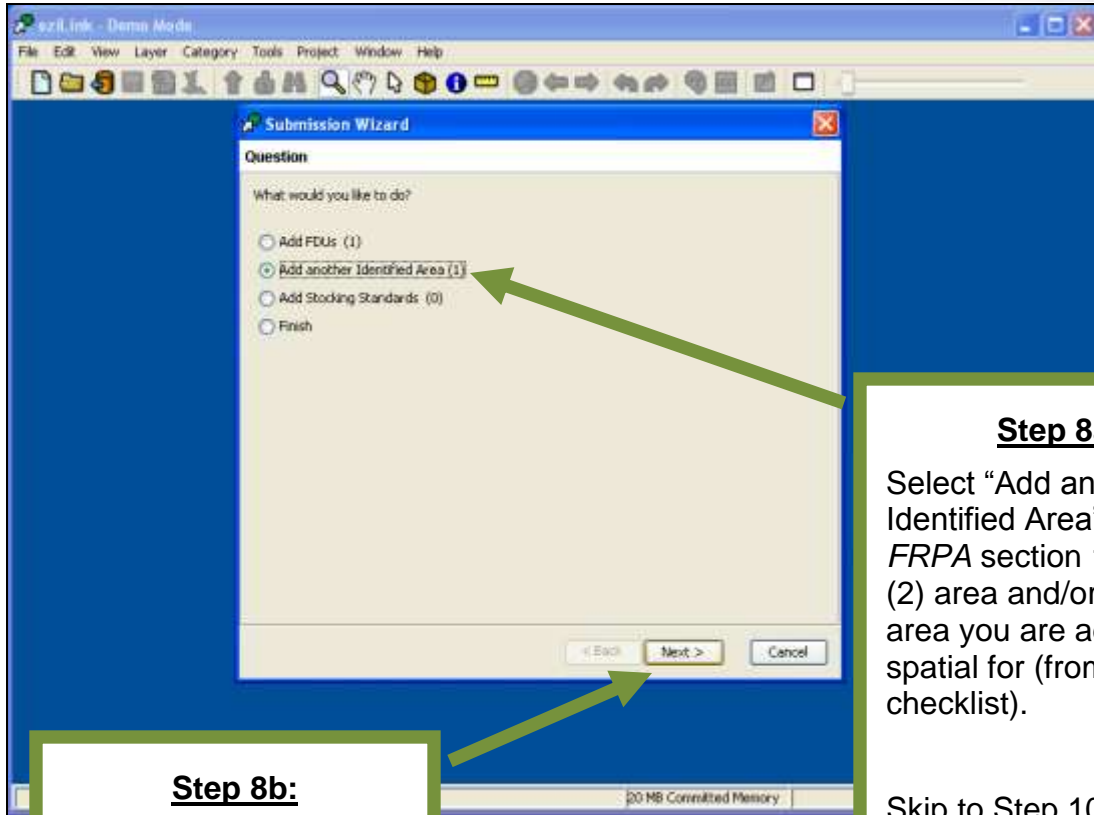 eziLink - Demo Mode
File Edit View Layer Category Tools Project Window Help
Submission Wizard
Question
What would you like to do?
Add FDUs (1)
Add another Identified Area (1)
Add Stocking Standards (0)
Finish
< Back Next > Cancel
Step 8
Select “Add an
Identified Area”
FRPA section
(2) area and/or
area you are a
spatial for (from
checklist).
Skip to Step 10
Step 8b:
20 MB Committed Memory